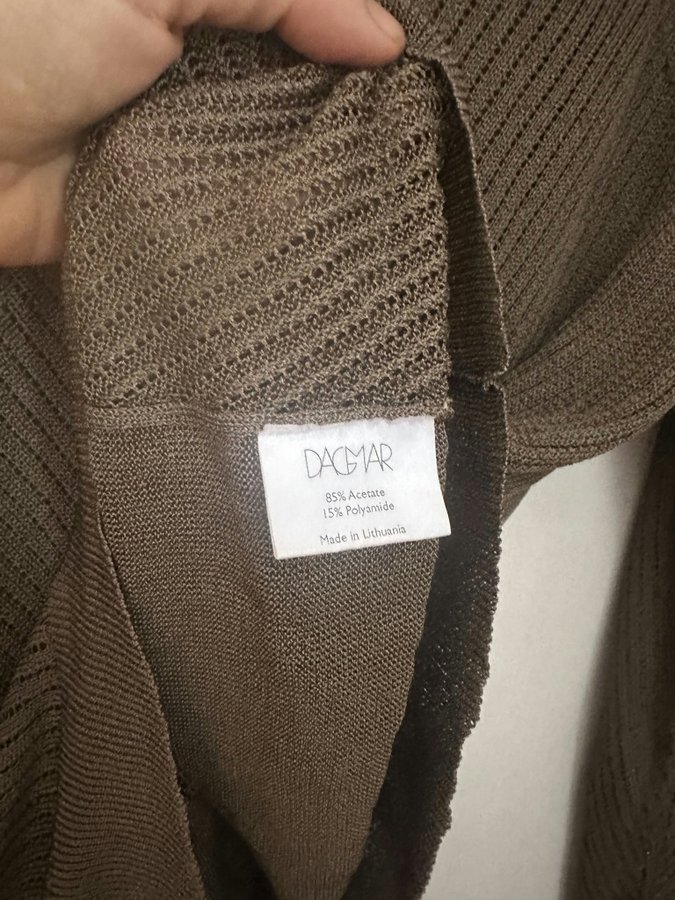 DAGMAR
85% Acetate
15% Polyamide
Made in Lithuania